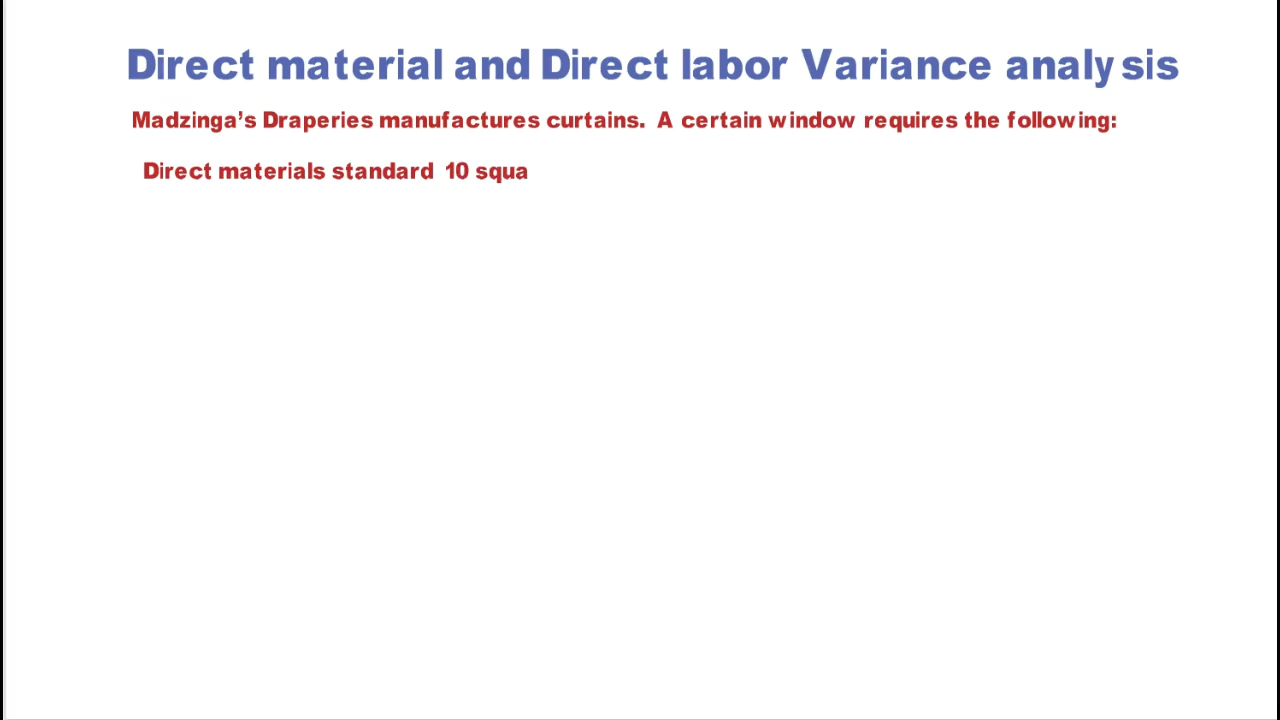 Direct material and Direct labor Variance analysis
Madzinga’s Draperies manufactures curtains. A certain window requires the following:
Direct materials standard 10 squa